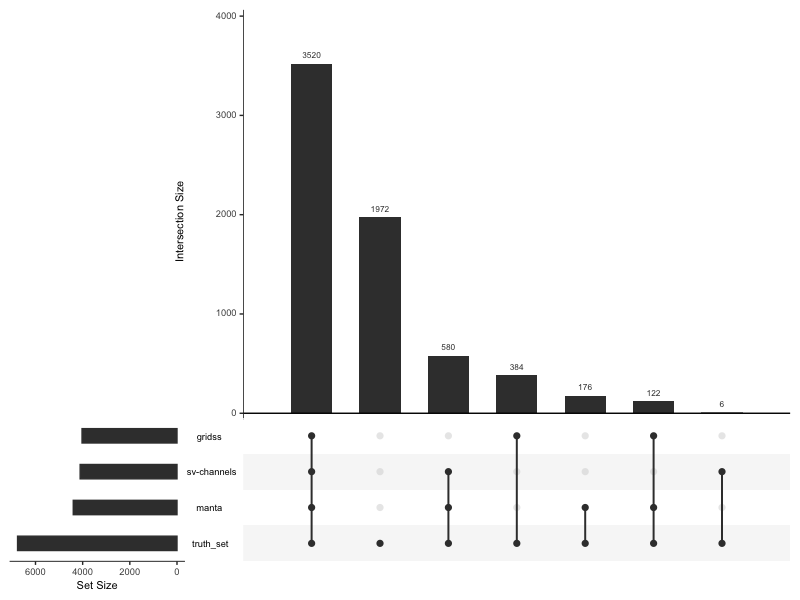 4000
3000
2000
1000
0
Intersection Size
3520
1972
580
384
176
122
6
gridss
sv-channels
manta
truth_set
6000 4000 2000 0
Set Size